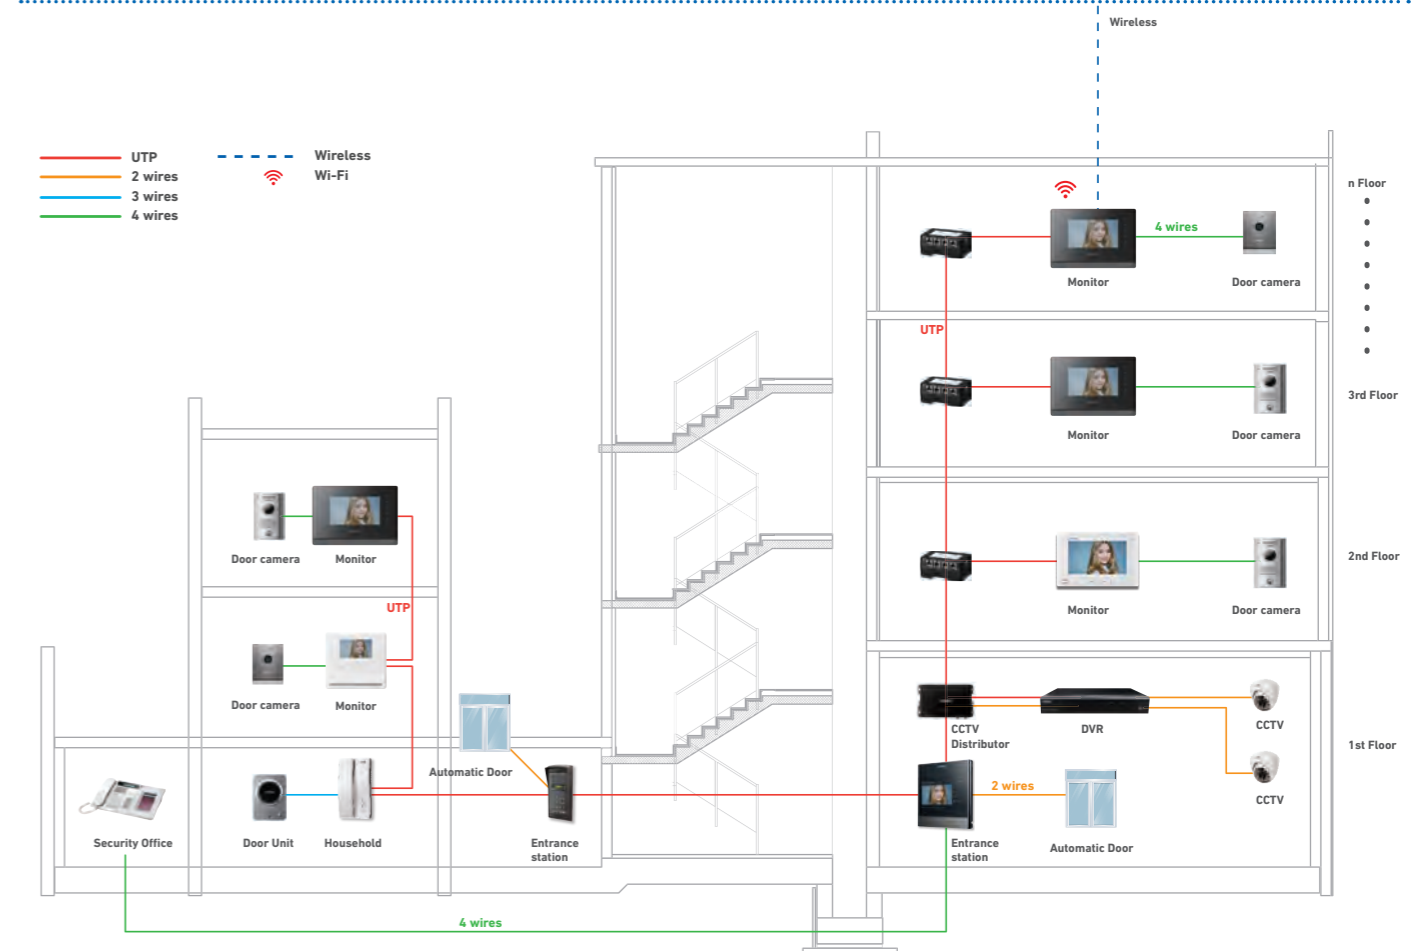 Wireless
UTP
2 wires
3 wires
4 wires
Wireless
Wi-Fi
n Floor
4 wires
Monitor
Door camera
UTP
3rd Floor
Monitor
Door camera
Door camera
Monitor
2nd Floor
Monitor
Door camera
UTP
Door camera
Monitor
CCTV
Distributor
DVR
CCTV
1st Floor
Automatic Door
2 wires
CCTV
Security Office
Door Unit
Household
Entrance
station
Entrance
station
Automatic Door
4 wires